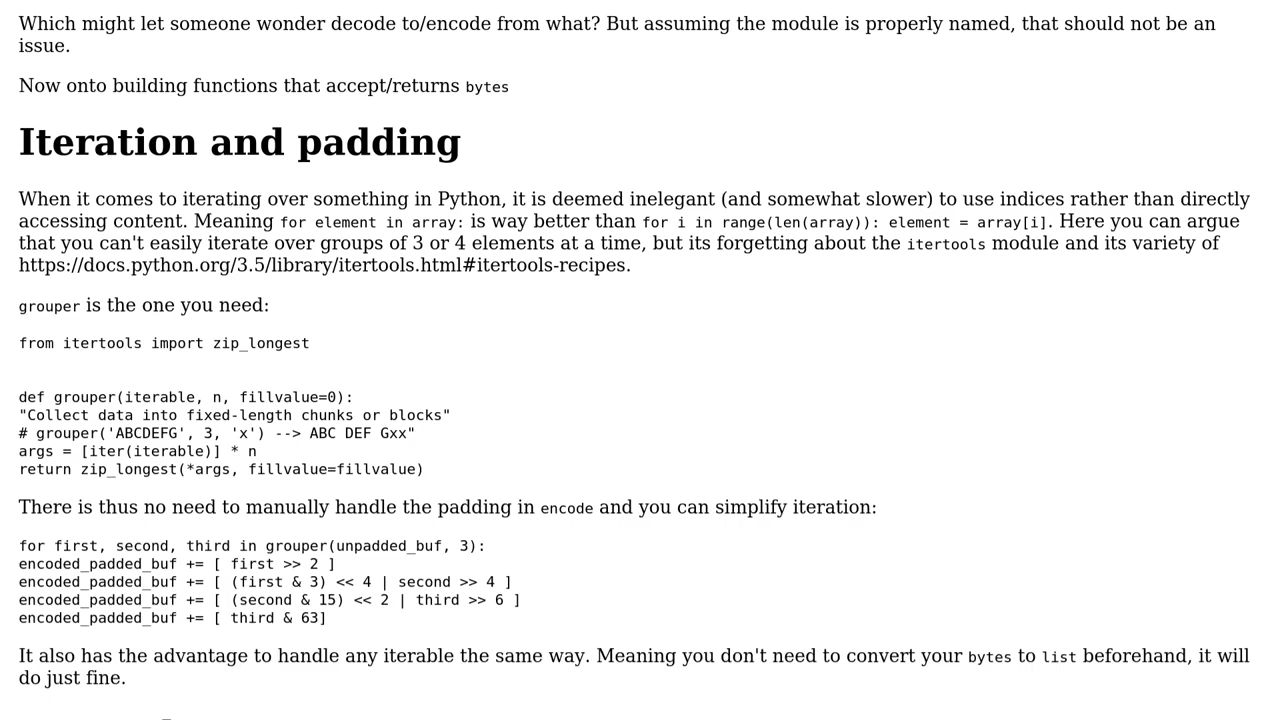 Which might let someone wonder decode to/encode from what? But assuming the module is properly named, that should not be an
issue.
Now onto building functions that accept/returns bytes
Iteration and padding
When it comes to iterating over something in Python, it is deemed inelegant (and somewhat slower) to use indices rather than directly
accessing content. Meaning for element in array: is way better than for i in range(len(array)): element = array[i]. Here you can argue
that you can't easily iterate over groups of 3 or 4 elements at a time, but its forgetting about the itertools module and its variety of
https://docs.python.org/3.5/library/itertools.html#itertools-recipes.
grouper is the one you need:
from itertools import zip_longest
def grouper(iterable, n, fillvalue=0):
"Collect data into fixed-length chunks or blocks"
# grouper('ABCDEFG', 3, 'x') --> ABC DEF Gxx"
args = [iter(iterable)] * n
return zip_longest(*args, fillvalue=fillvalue)
There is thus no need to manually handle the padding in encode and you can simplify iteration:
for first, second, third in grouper(unpadded_buf, 3):
encoded_padded_buf += [ first >> 2 ]
encoded_padded_buf += [ (first & 3) << 4 | second >> 4 ]
encoded_padded_buf += [ (second & 15) << 2 | third >> 6 ]
encoded_padded_buf += [ third & 63]
It also has the advantage to handle any iterable the same way. Meaning you don't need to convert your bytes to list beforehand, it will
do just fine.